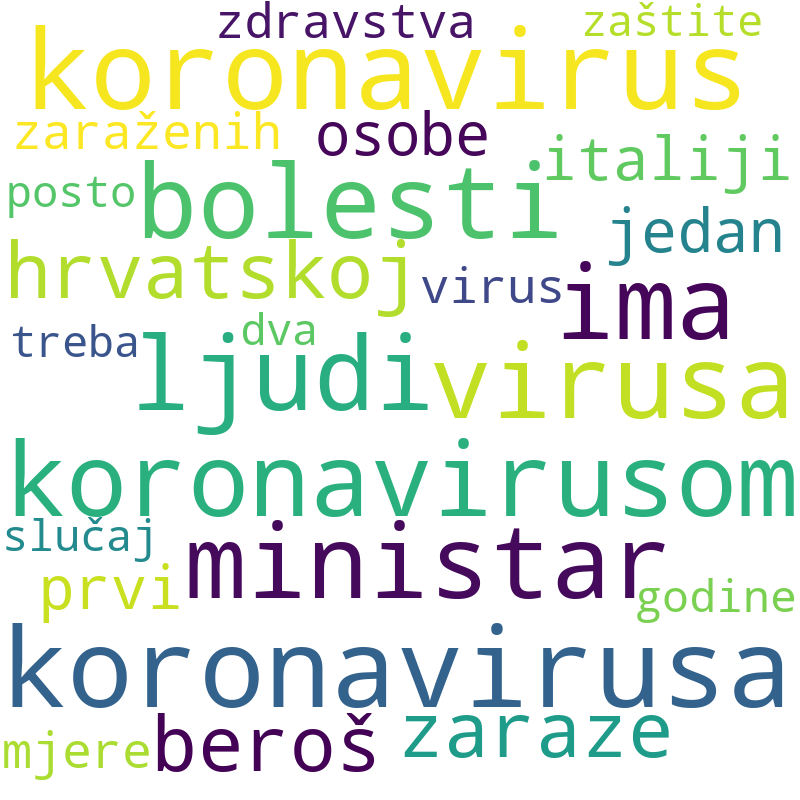 zdravstva zaštite
koronavirus
zaraženih osobe
italiji
posto bolesti
jedan
hrvatskoj virus ima
treba dva
ljudi virusa
koronavirusom
slučaj ministar
prvi godine
koronavirusa
mjere beroš zaraze